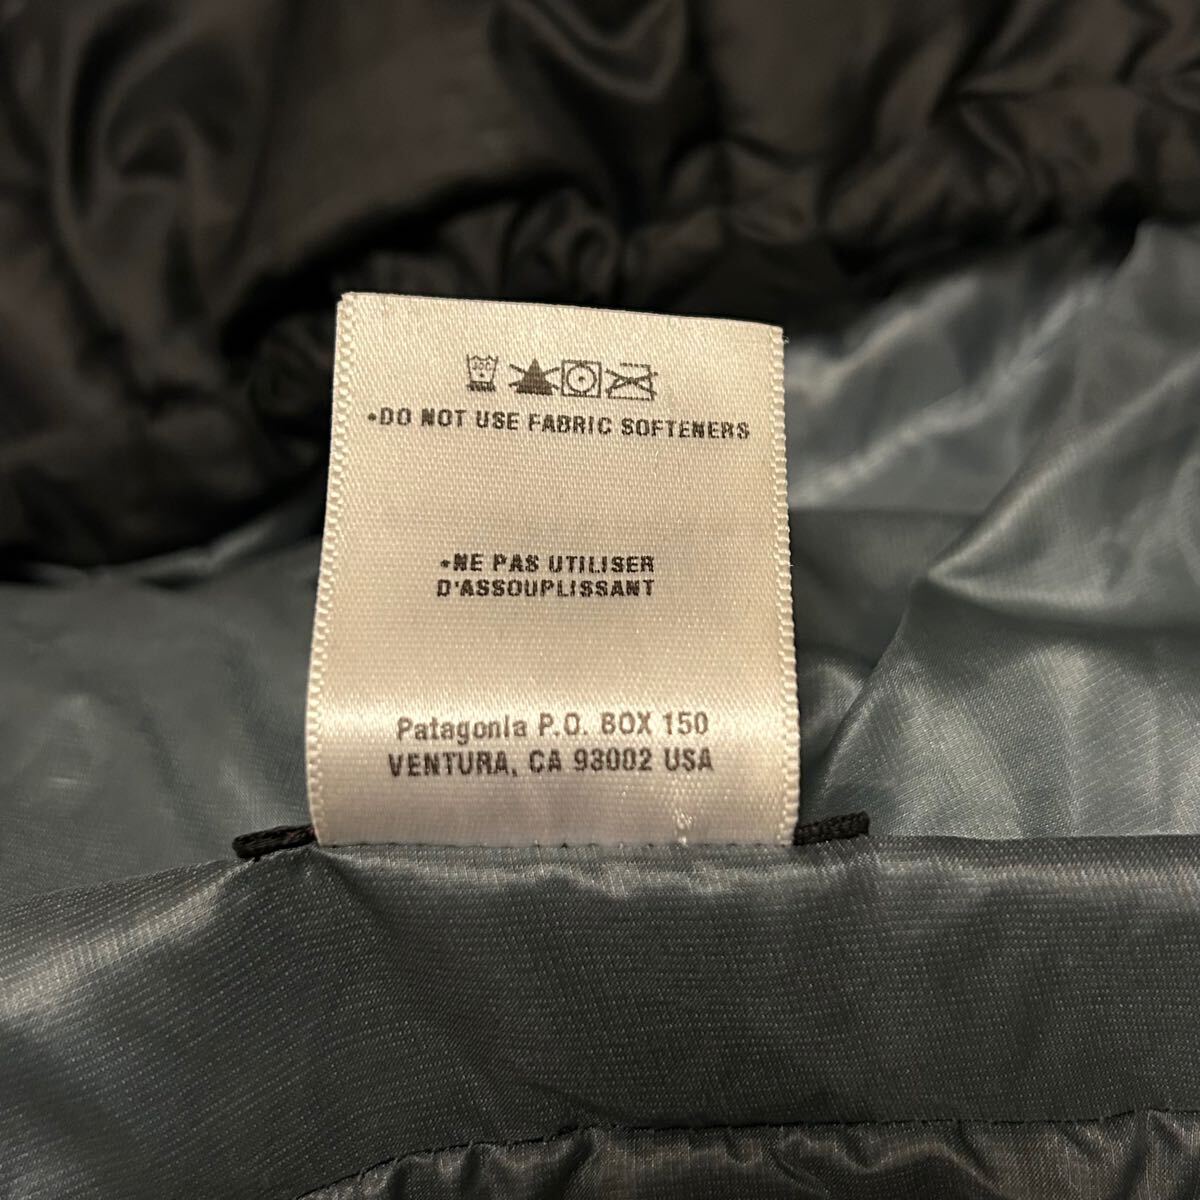 •DO NOT USE FABRIC SOFTENERS
•NE PAS UTILISER
D'ASSOUPLISSANT
Patagonia P.O. BOX 150
VENTURA, CA 93002 USA